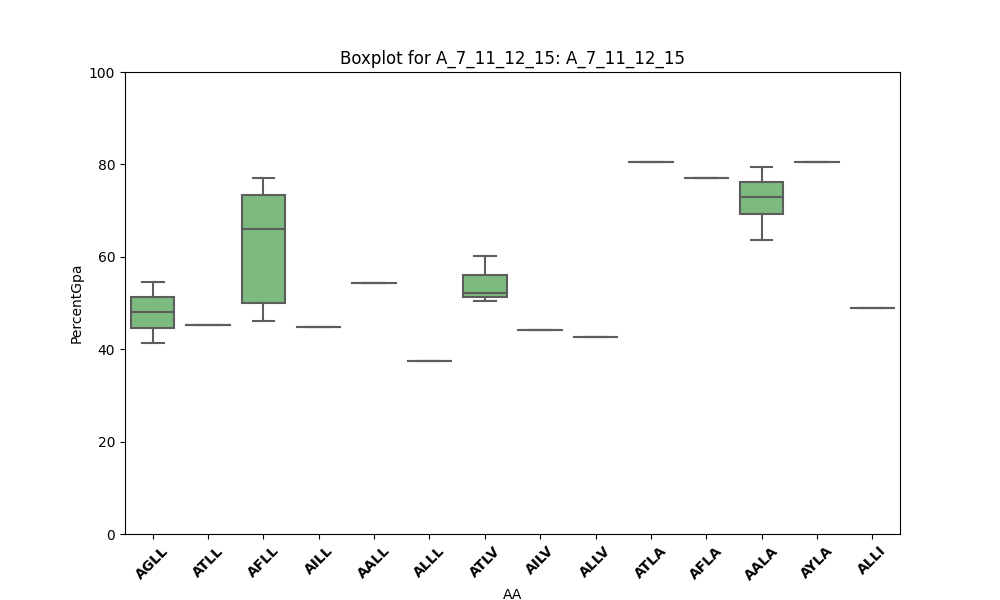 Boxplot for A_7_11_12_15: A_7_11_12_15
PercentGpa
100
80
60
40
20
0
AGLL ATLL AFLL AILL AALL ALLL ATLV AILV ALLV ATLA AFLA AALA AYLA ALLI
AA